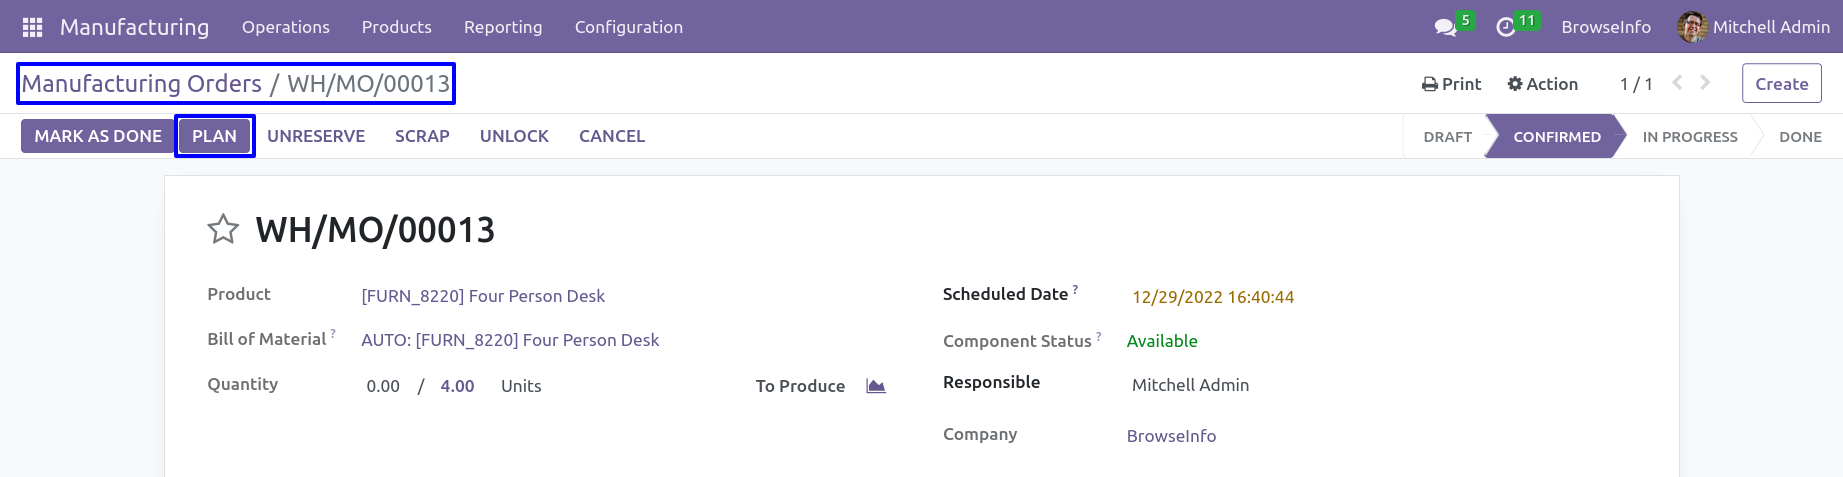 Manufacturing Operations Products Reporting Configuration 5 11 BrowseInfo Mitchell Admin
Manufacturing Orders / WH/MO/00013 Print Action 1 / 1 Create
MARK AS DONE PLAN UNRESERVE SCRAP UNLOCK CANCEL DRAFT CONFIRMED IN PROGRESS DONE
WH/MO/00013
Product [FURN_8220] Four Person Desk Scheduled Date ? 12/29/2022 16:40:44
Bill of Material ? AUTO: [FURN_8220] Four Person Desk Component Status ? Available
Quantity 0.00 / 4.00 Units To Produce Responsible Mitchell Admin
Company BrowseInfo